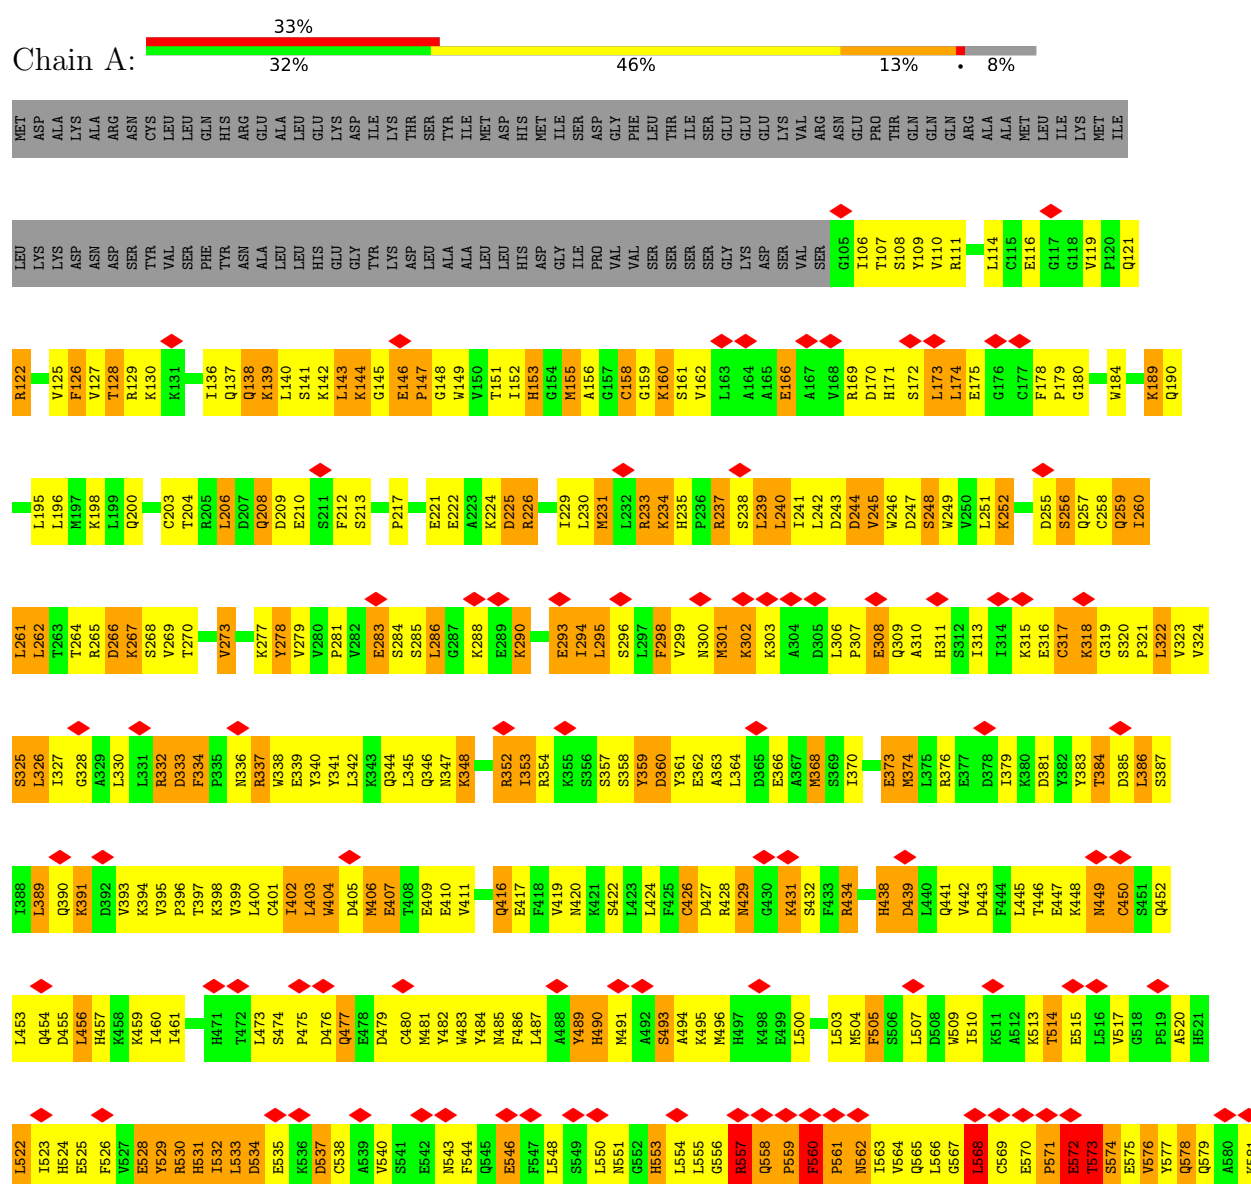 33%
Chain A:
32% 46% 13% • 8%
MET ASP ALA LYS ALA ARG ASN CYS LEU LEU GLN HIS ARG GLU ALA LEU GLU LYS ASP ILE LYS THR SER TYR ILE MET ASP HIS MET ILE SER ASP GLY PHE LEU THR ILE SER GLU GLU GLU LYS VAL ARG ASN GLU PRO THR GLN GLN GLN ARG ALA ALA MET LEU ILE LYS MET ILE
LEU LYS LYS ASP ASN ASP SER TYR VAL SER PHE TYR ASN ALA LEU LEU HIS GLU GLY TYR LYS ASP LEU ALA ALA LEU LEU HIS ASP GLY ILE PRO VAL VAL SER SER SER SER GLY LYS ASP SER VAL SER G105 I106 T107 S108 Y109 V110 R111 L114 C115 E116 G117 G118 V119 P120 Q121
R122 V125 F126 V127 T128 R129 K130 K131 I136 Q137 Q138 K139 L140 S141 K142 L143 K144 G145 E146 P147 G148 W149 V150 T151 I152 H153 G154 M155 A156 G157 C158 G159 K160 S161 V162 L163 A164 A165 E166 A167 V168 R169 D170 H171 S172 L173 L174 E175 G176 C177 F178 P179 G180 W184 K189 Q190
L195 L196 M197 K198 L199 Q200 C203 T204 R205 L206 D207 Q208 D209 E210 S211 F212 S213 P217 E221 E222 A223 K224 D225 R226 I229 L230 M231 L232 R233 K234 H235 P236 R237 S238 L239 L240 I241 L242 D243 D244 V245 W246 D247 S248 W249 V250 L251 K252 D255 S256 Q257 C258 Q259 I260
L261 L262 T263 T264 R265 D266 K267 S268 V269 T270 V273 K277 Y278 V279 V280 P281 V282 E283 S284 S285 L286 G287 K288 E289 K290 E293 I294 L295 S296 L297 F298 V299 N300 M301 K302 K303 A304 D305 L306 P307 E308 Q309 A310 H311 S312 I313 I314 K315 E316 C317 K318 G319 S320 P321 L322 V323 V324
S325 L326 I327 G328 A329 L330 L331 R332 D333 F334 P335 N336 R337 W338 E339 Y340 Y341 L342 K343 Q344 L345 Q346 N347 K348 R352 I353 R354 K355 S356 S357 S358 Y359 D360 Y361 E362 A363 L364 D365 E366 A367 M368 S369 I370 E373 M374 L375 R376 E377 D378 I379 K380 D381 Y382 Y383 T384 D385 L386 S387
I388 L389 Q390 K391 D392 V393 K394 V395 P396 T397 K398 V399 L400 C401 I402 L403 W404 D405 M406 E407 T408 E409 E410 V411 Q416 E417 F418 V419 N420 K421 S422 L423 L424 F425 C426 D427 R428 N429 G430 K431 S432 F433 R434 H438 D439 L440 Q441 V442 D443 F444 L445 T446 E447 K448 N449 C450 S451 Q452
L453 Q454 D455 L456 H457 K458 K459 I460 I461 H471 T472 L473 S474 P475 D476 Q477 E478 D479 C480 M481 Y482 W483 Y484 N485 F486 L487 A488 Y489 H490 M491 A492 S493 A494 K495 M496 H497 K498 E499 L500 L503 M504 F505 S506 L507 D508 W509 I510 K511 A512 K513 T514 E515 L516 V517 G518 P519 A520 H521
L522 I523 H524 E525 F526 V527 E528 Y529 R530 H531 I532 L533 D534 E535 K536 D537 C538 A539 V540 S541 E542 N543 F544 Q545 E546 F547 L548 S549 L550 N551 G552 H553 L554 L555 G556 R557 Q558 P559 F560 P561 N562 I563 V564 Q565 L566 G567 L568 C569 E570 P571 E572 T573 S574 E575 V576 Y577 Q578 Q579 A580